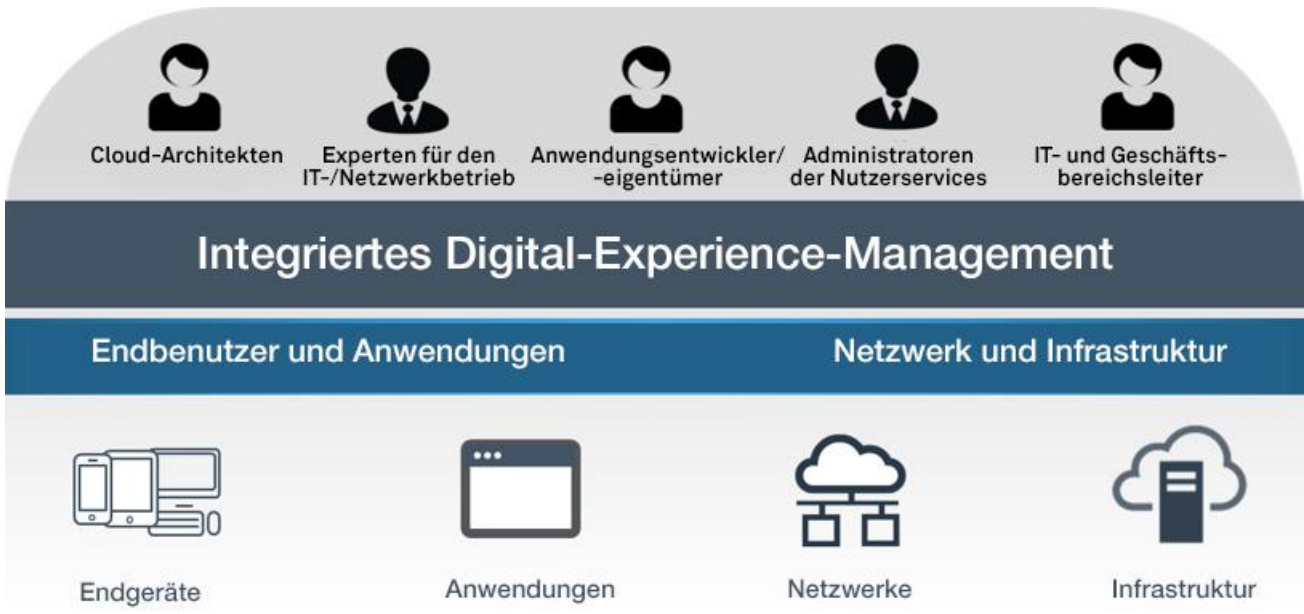 Cloud-Architekten
Experten für den
IT-/Netzwerkbetrieb
Anwendungsentwickler/
-eigentümer
Administratoren
der Nutzerservices
IT- und Geschäfts-
bereichsleiter
Integriertes Digital-Experience-Management
Endbenutzer und Anwendungen
Netzwerk und Infrastruktur
Endgeräte
Anwendungen
Netzwerke
Infrastruktur